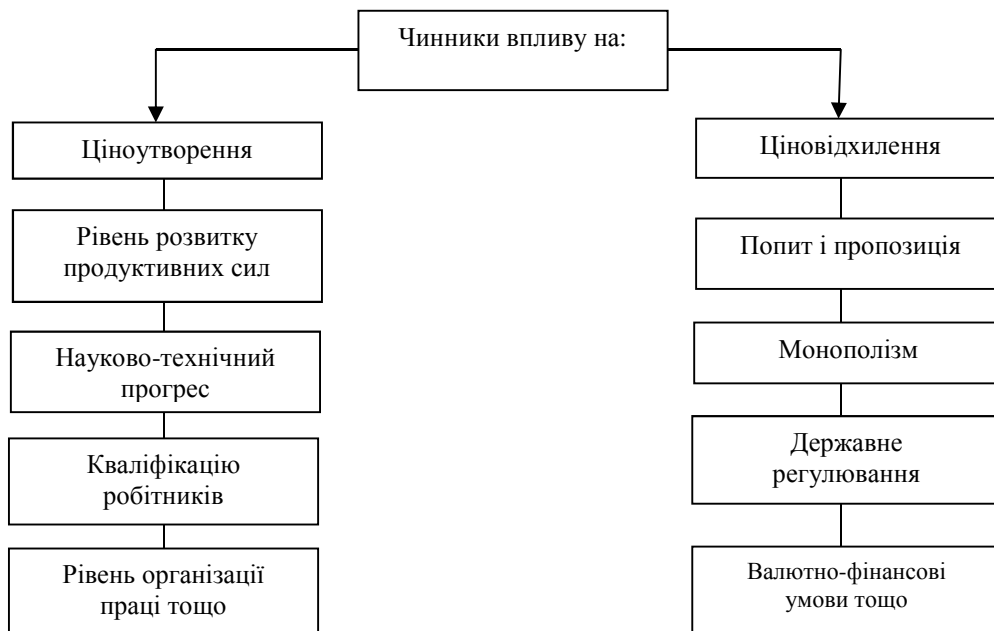 Чинники впливу на:
Ціноутворення
Рівень розвитку
продуктивних сил
Науково-технічний
прогрес
Кваліфікацію
робітників
Рівень організації
праці тощо
Ціновідхилення
Попит і пропозиція
Монополізм
Державне
регулювання
Валютно-фінансові
умови тощо